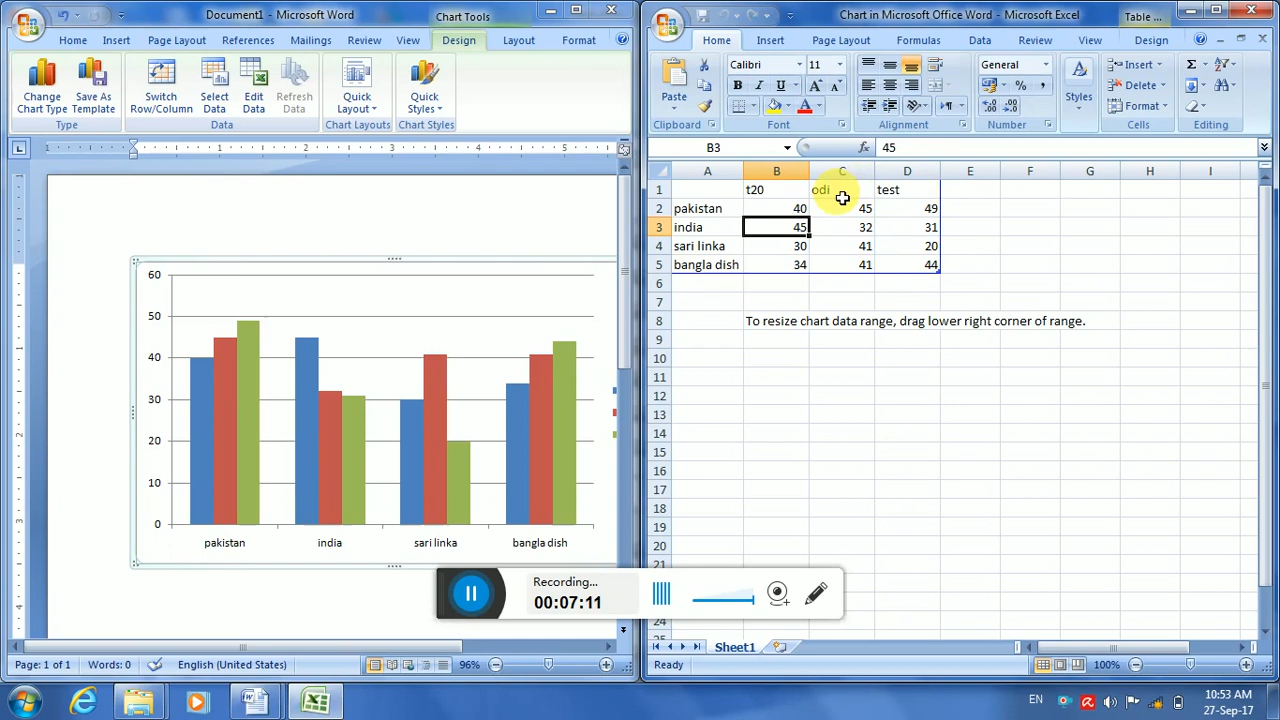 Document1 - Microsoft Word
Chart Tools
Home Insert Page Layout References Mailings Review View Design Layout Format
Change Chart Type
Save As Template
Switch Row/Column
Select Data
Edit Data
Refresh Data
Quick Layout
Quick Styles
Type Data Chart Layouts Chart Styles
1 2 3 4 5
60
50
40
30
20
10
0
pakistan india sari linka bangla dish
Page: 1 of 1 Words: 0 English (United States) 96%
Chart in Microsoft Office Word - Microsoft Excel
Table ...
Home Insert Page Layout Formulas Data Review View Design
Paste
Calibri 11
B I U
General
Styles
Insert
Delete
Format
Clipboard Font Alignment Number Cells Editing
B3 fx 45
A B C D E F G H I
1 t20 odi test
2 pakistan 40 45 49
3 india 45 32 31
4 sari linka 30 41 20
5 bangla dish 34 41 44
6
7
8 To resize chart data range, drag lower right corner of range.
9
10
11
12
13
14
15
16
17
18
19
20
21
24
Sheet1
Ready 100%
Recording...
00:07:11
EN
10:53 AM
27-Sep-17